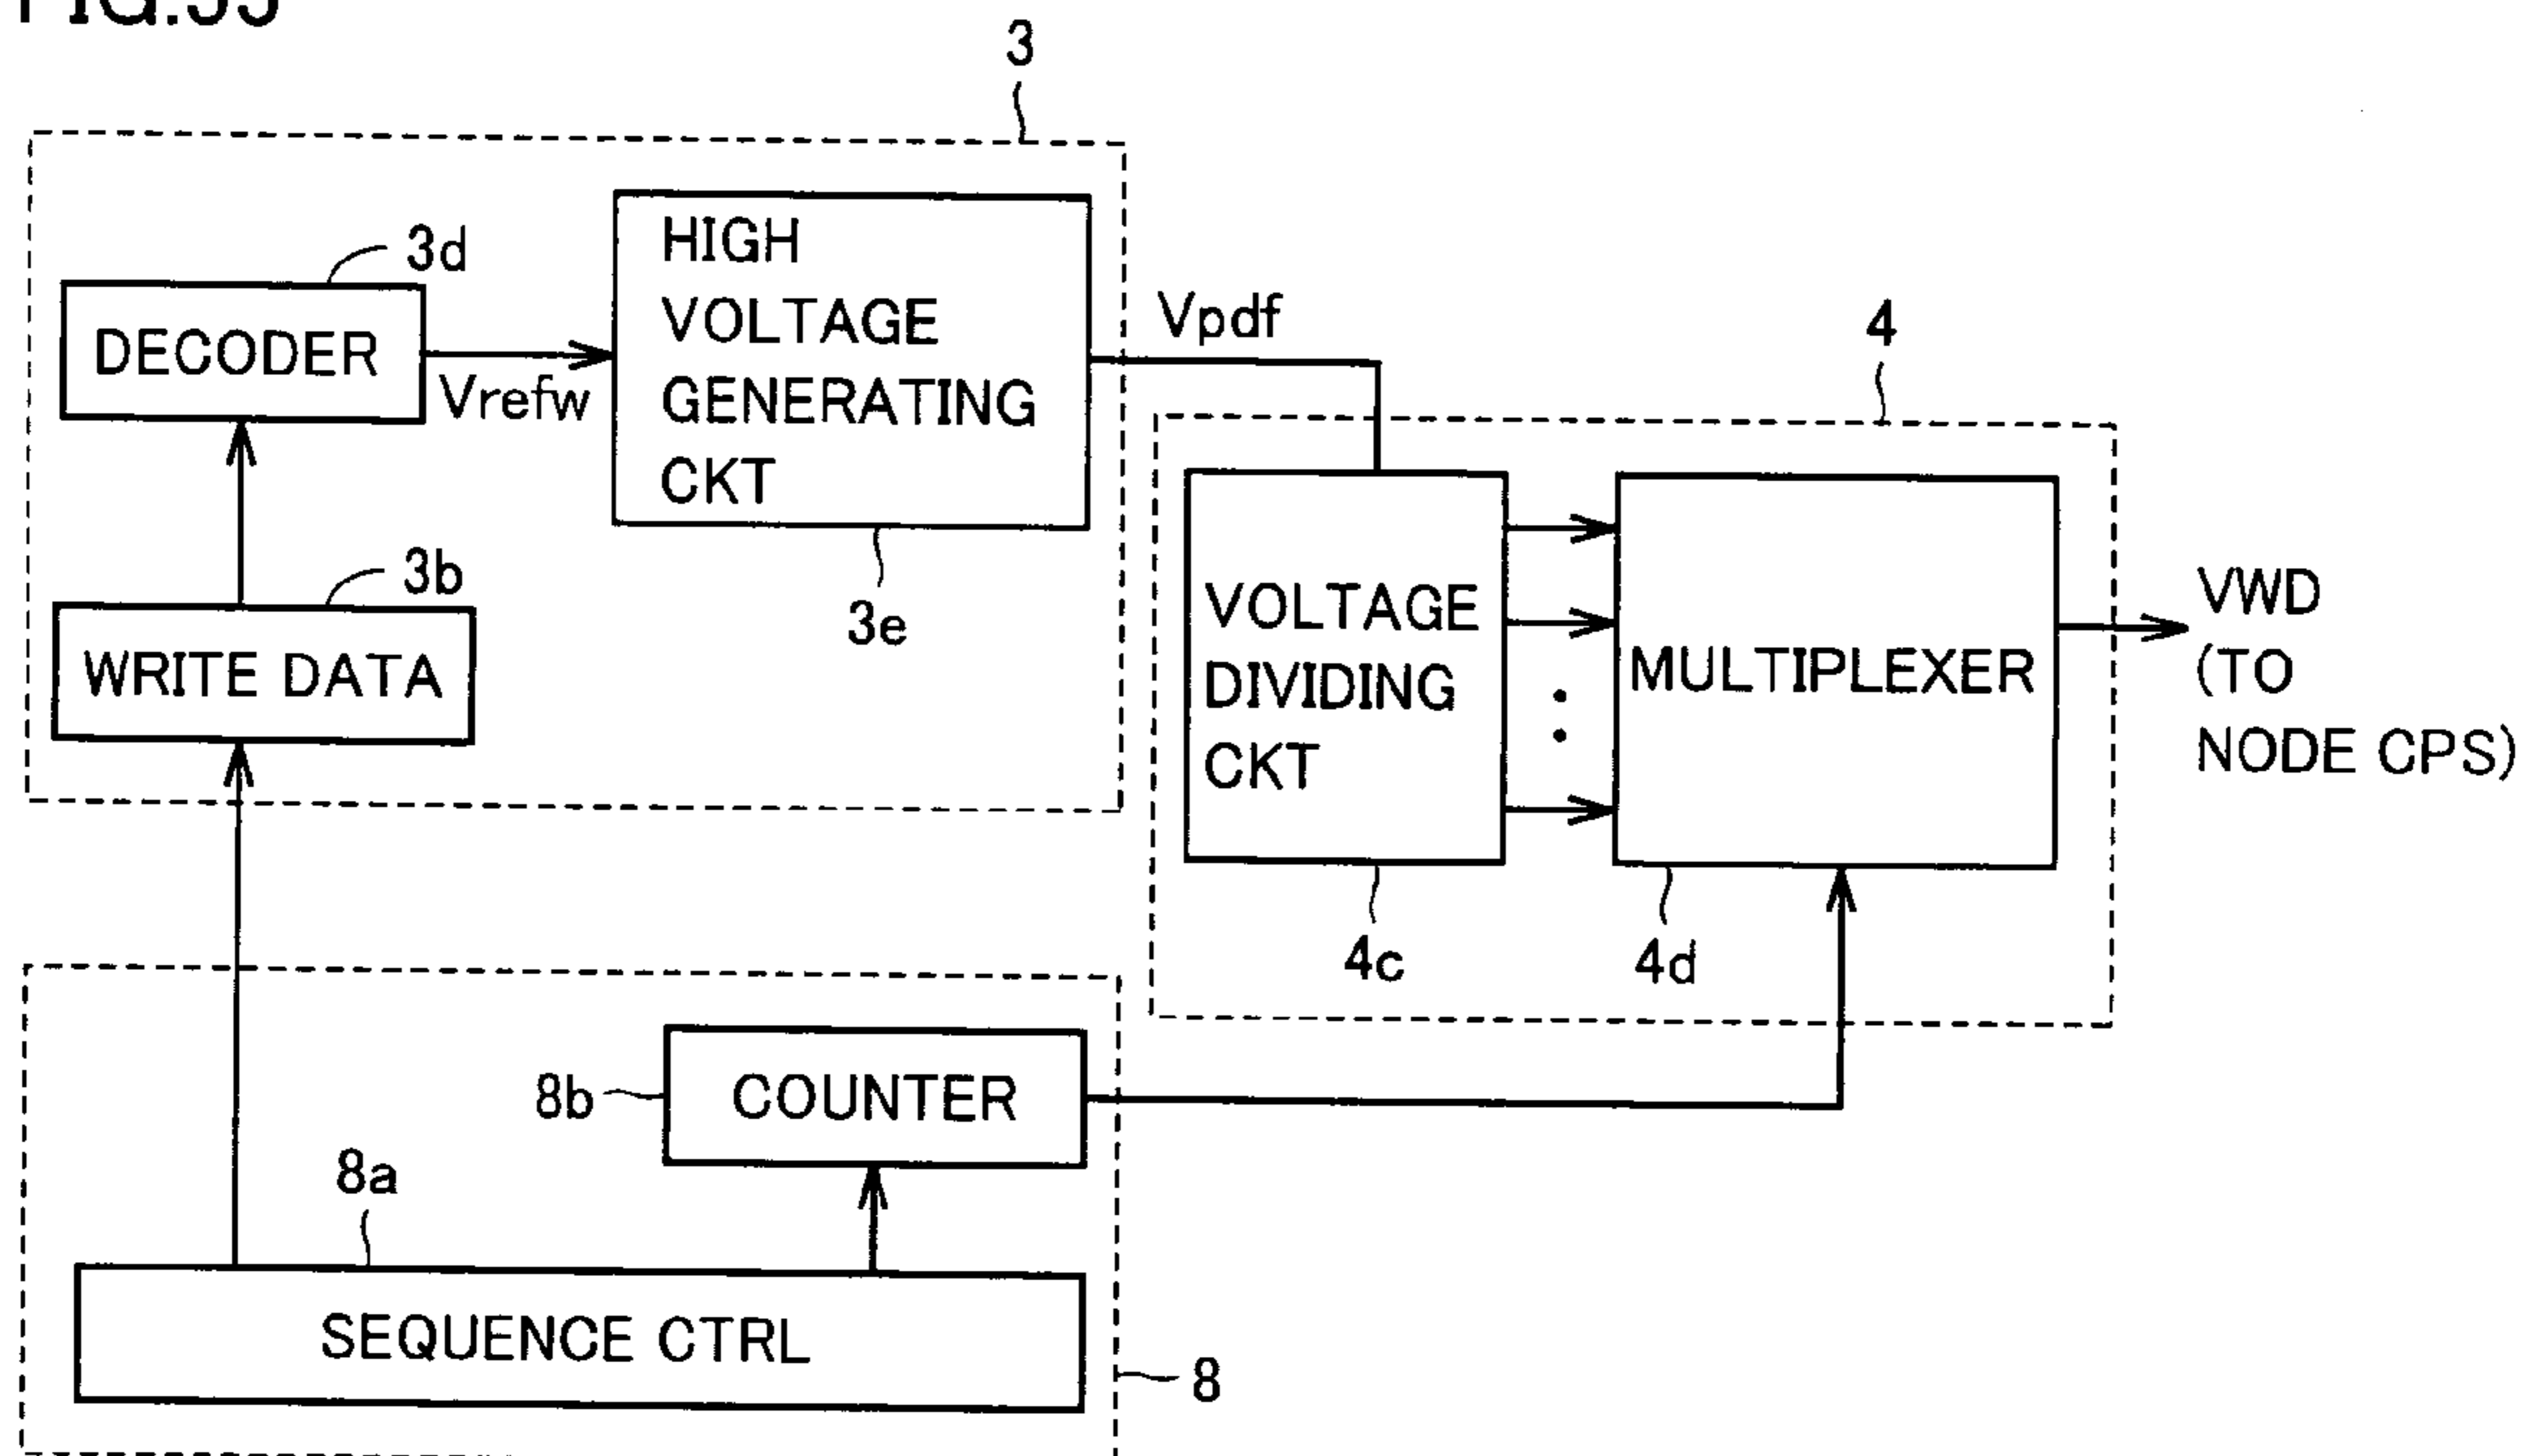 3
3d
HIGH
VOLTAGE
GENERATING
CKT
DECODER
Vrefw
Vpdf
4
3b
3e
WRITE DATA
VOLTAGE
DIVIDING
CKT
MULTIPLEXER
VWD
(TO
NODE CPS)
4c
4d
8b
COUNTER
8a
SEQUENCE CTRL
8